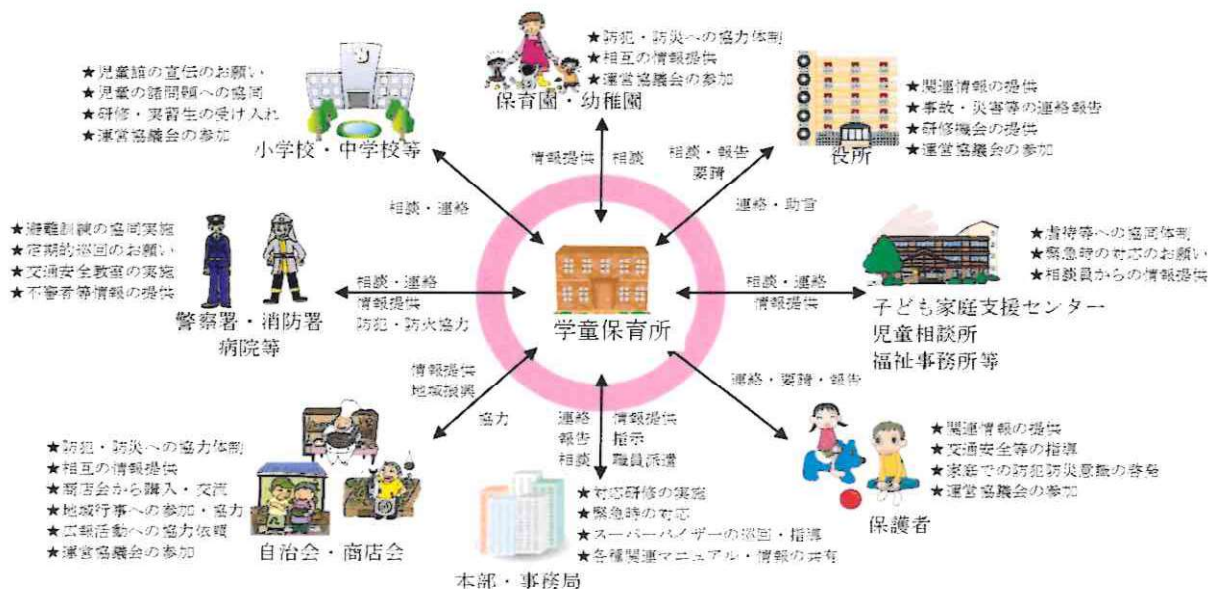 ★防犯・防災への協力体制
★相互の情報提供
★運営協議会の参加
保育園・幼稚園
★児童館の宣伝のお願い
★児童の諸問題への協同
★研修・実習生の受け入れ
★運営協議会の参加
小学校・中学校等
★関連情報の提供
★事故・災害等の連絡報告
★研修機会の提供
★運営協議会の参加
役所
情報提供
相談
相談・報告
要請
連絡・助言
相談・連絡
★避難訓練の協同実施
★定期的巡回のお願い
★交通安全教室の実施
★不審者等情報の提供
警察署・消防署
病院等
相談・連絡
情報提供
防犯・防火協力
学童保育所
相談・連絡
情報提供
★虐待等への協同体制
★緊急時の対応のお願い
★相談員からの情報提供
子ども家庭支援センター
児童相談所
福祉事務所等
情報提供
地域振興
協力
連絡
報告
相談
情報提供
指示
職員派遣
連絡・要請・報告
★防犯・防災への協力体制
★相互の情報提供
★商店会から購入・交流
★地域行事への参加・協力
★広報活動への協力依頼
★運営協議会の参加
自治会・商店会
★対応研修の実施
★緊急時の対応
★スーパーバイザーの巡回・指導
★各種関連マニュアル・情報の共有
本部・事務局
★関連情報の提供
★交通安全等の指導
★家庭での防犯防災意識の啓発
★運営協議会の参加
保護者